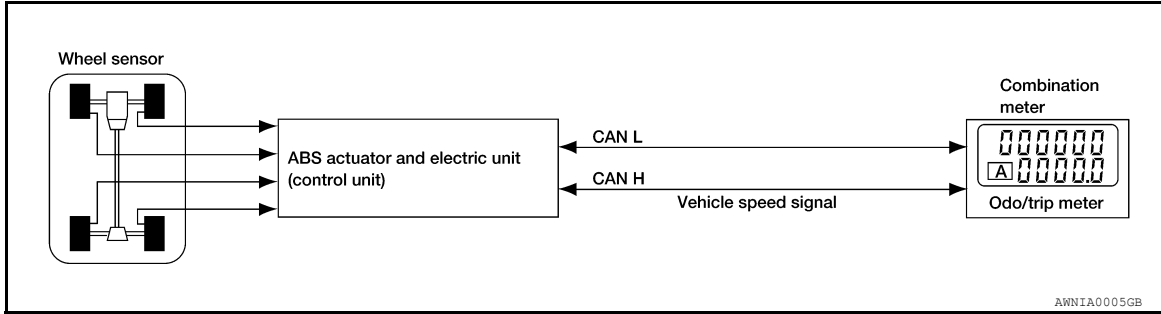 Wheel sensor
ABS actuator and electric unit
(control unit)
CAN L
CAN H
Vehicle speed signal
Combination
meter
000000
A 0000.0
Odo/trip meter
AWNIA0005GB